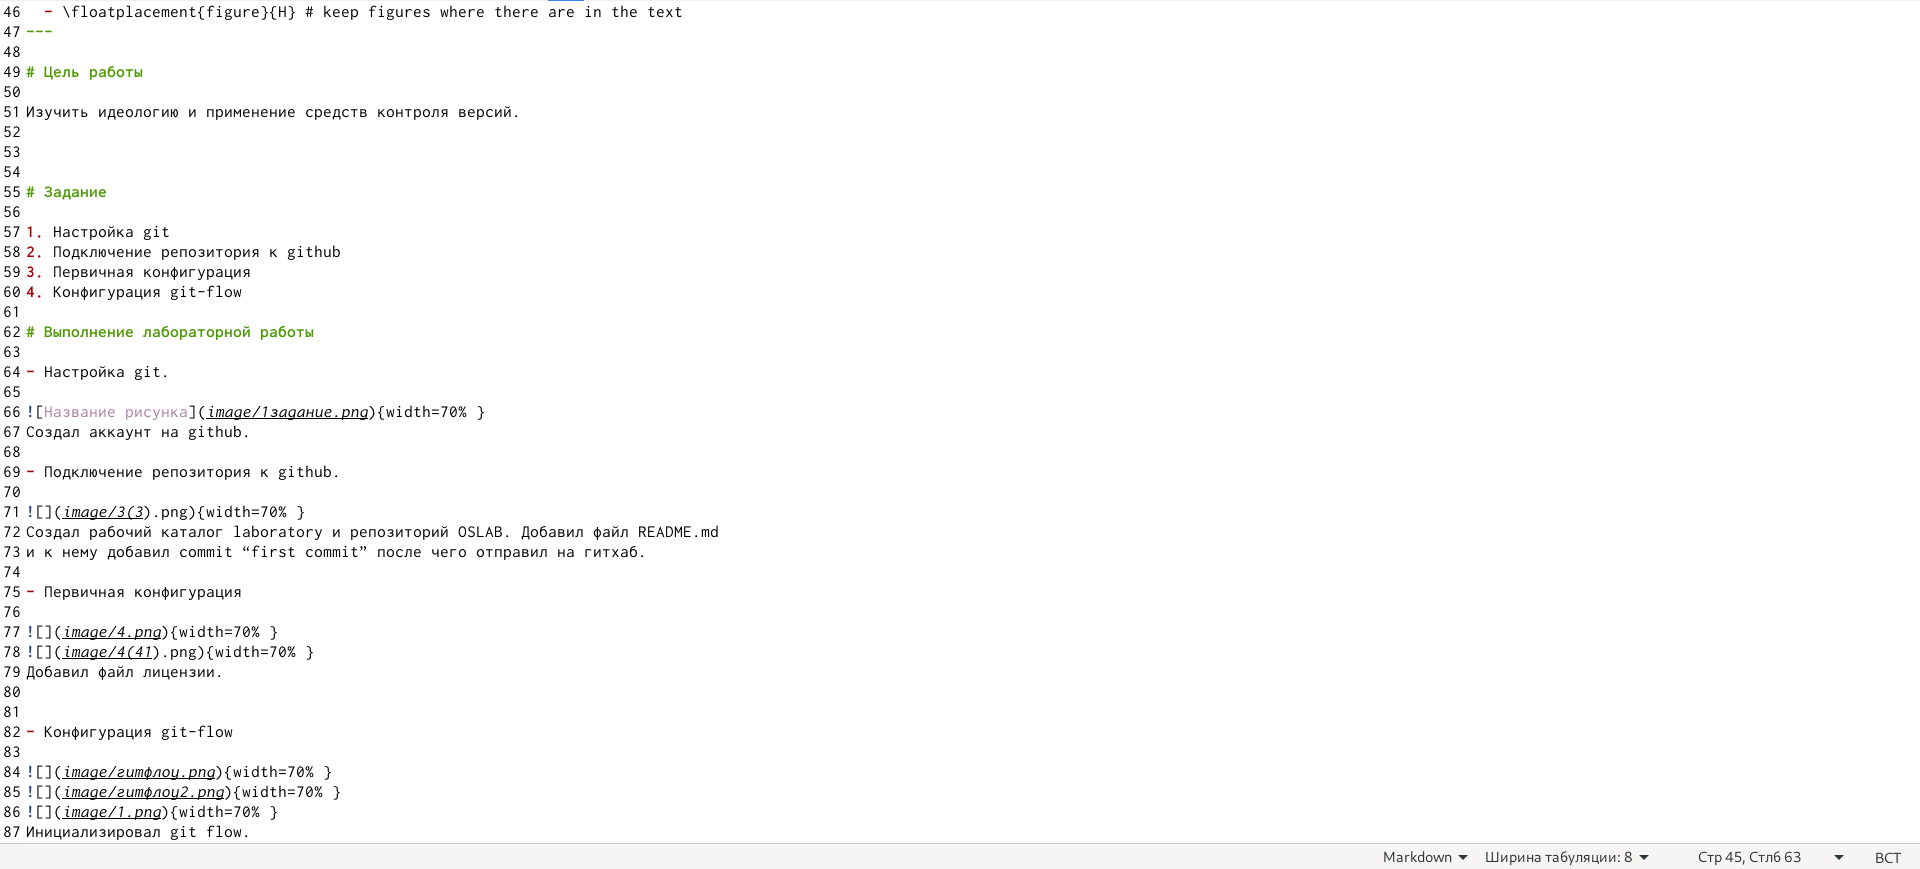 46   - \floatplacement{figure}{H} # keep figures where there are in the text
47 ---
48
49 # Цель работы
50
51 Изучить идеологию и применение средств контроля версий.
52
53
54
55 # Задание
56
57 1. Настройка git
58 2. Подключение репозитория к github
59 3. Первичная конфигурация
60 4. Конфигурация git-flow
61
62 # Выполнение лабораторной работы
63
64 - Настройка git.
65
66 ![Название рисунка](image/1задание.png){width=70% }
67 Создал аккаунт на github.
68
69 - Подключение репозитория к github.
70
71 ![](image/3(3).png){width=70% }
72 Создал рабочий каталог laboratory и репозиторий OSLAB. Добавил файл README.md
73 и к нему добавил commit “first commit” после чего отправил на гитхаб.
74
75 - Первичная конфигурация
76
77 ![](image/4.png){width=70% }
78 ![](image/4(41).png){width=70% }
79 Добавил файл лицензии.
80
81
82 - Конфигурация git-flow
83
84 ![](image/гитфлоу.png){width=70% }
85 ![](image/гитфлоу2.png){width=70% }
86 ![](image/1.png){width=70% }
87 Инициализировал git flow.
Markdown Ширина табуляции: 8 Стр 45, Стлб 63 ВСТ